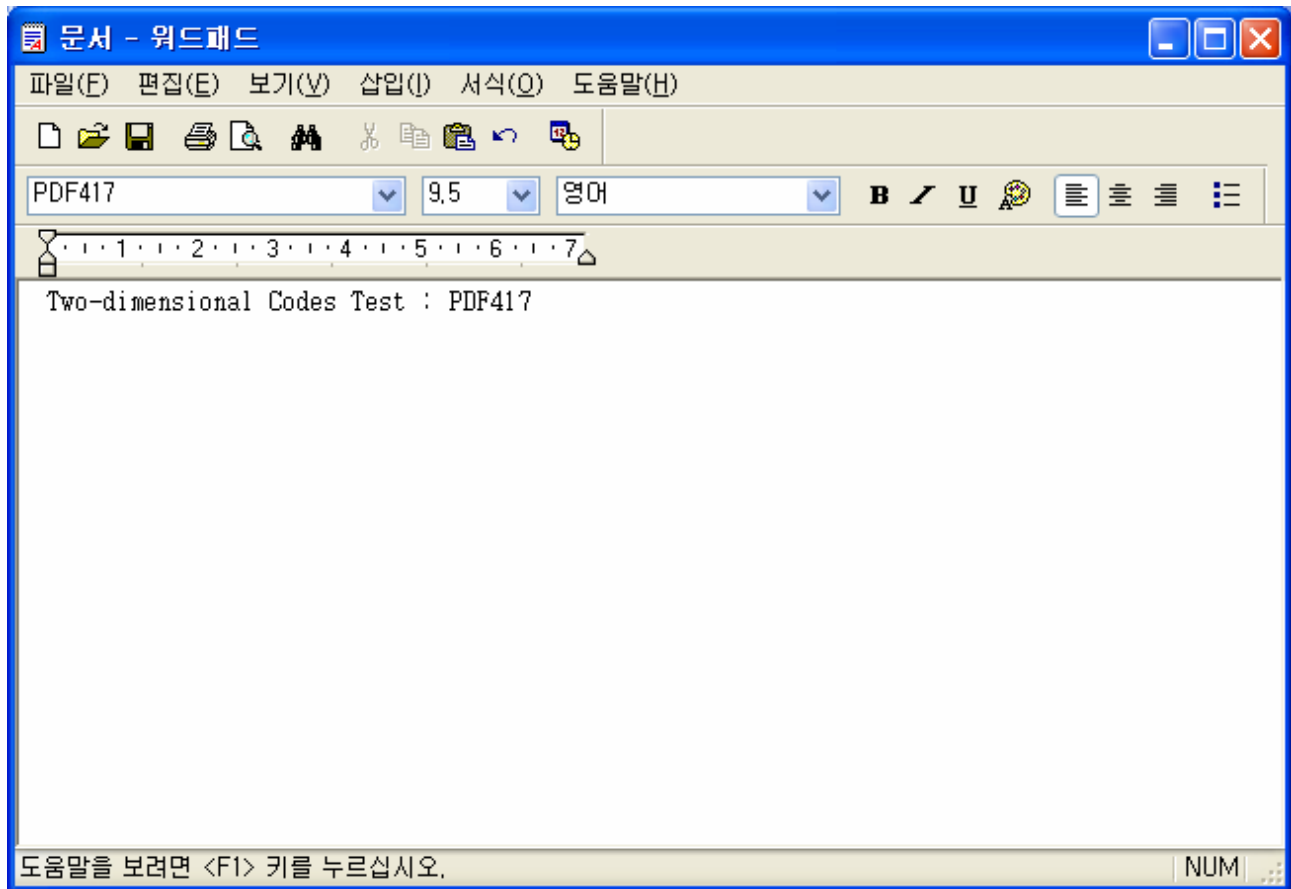 문서 - 워드패드
파일(F) 편집(E) 보기(V) 삽입(I) 서식(O) 도움말(H)
PDF417 9.5 영어 B / U
1 2 3 4 5 6 7
Two-dimensional Codes Test : PDF417
도움말을 보려면 <F1> 키를 누르십시오. NUM